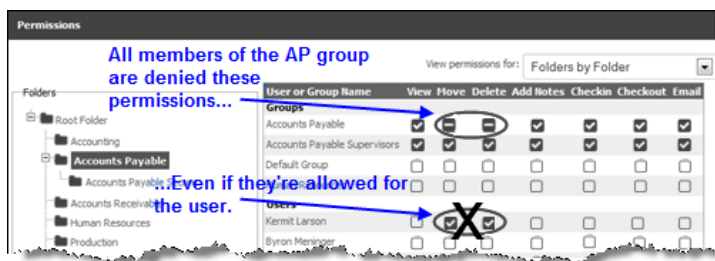 Permissions
All members of the AP group
are denied these
permissions...
View permissions for: Folders by Folder
Folders
User or Group Name View Move Delete Add Notes Checkin Checkout Email
Groups
Root Folder
Accounts Payable
Accounting
Accounts Payable Supervisors
Accounts Payable
Default Group
Accounts Payable
...Even if they're allowed for
the user.
Accounts Receivable
Users
Human Resources
Kermit Larson
X
Production
Byron Meninger